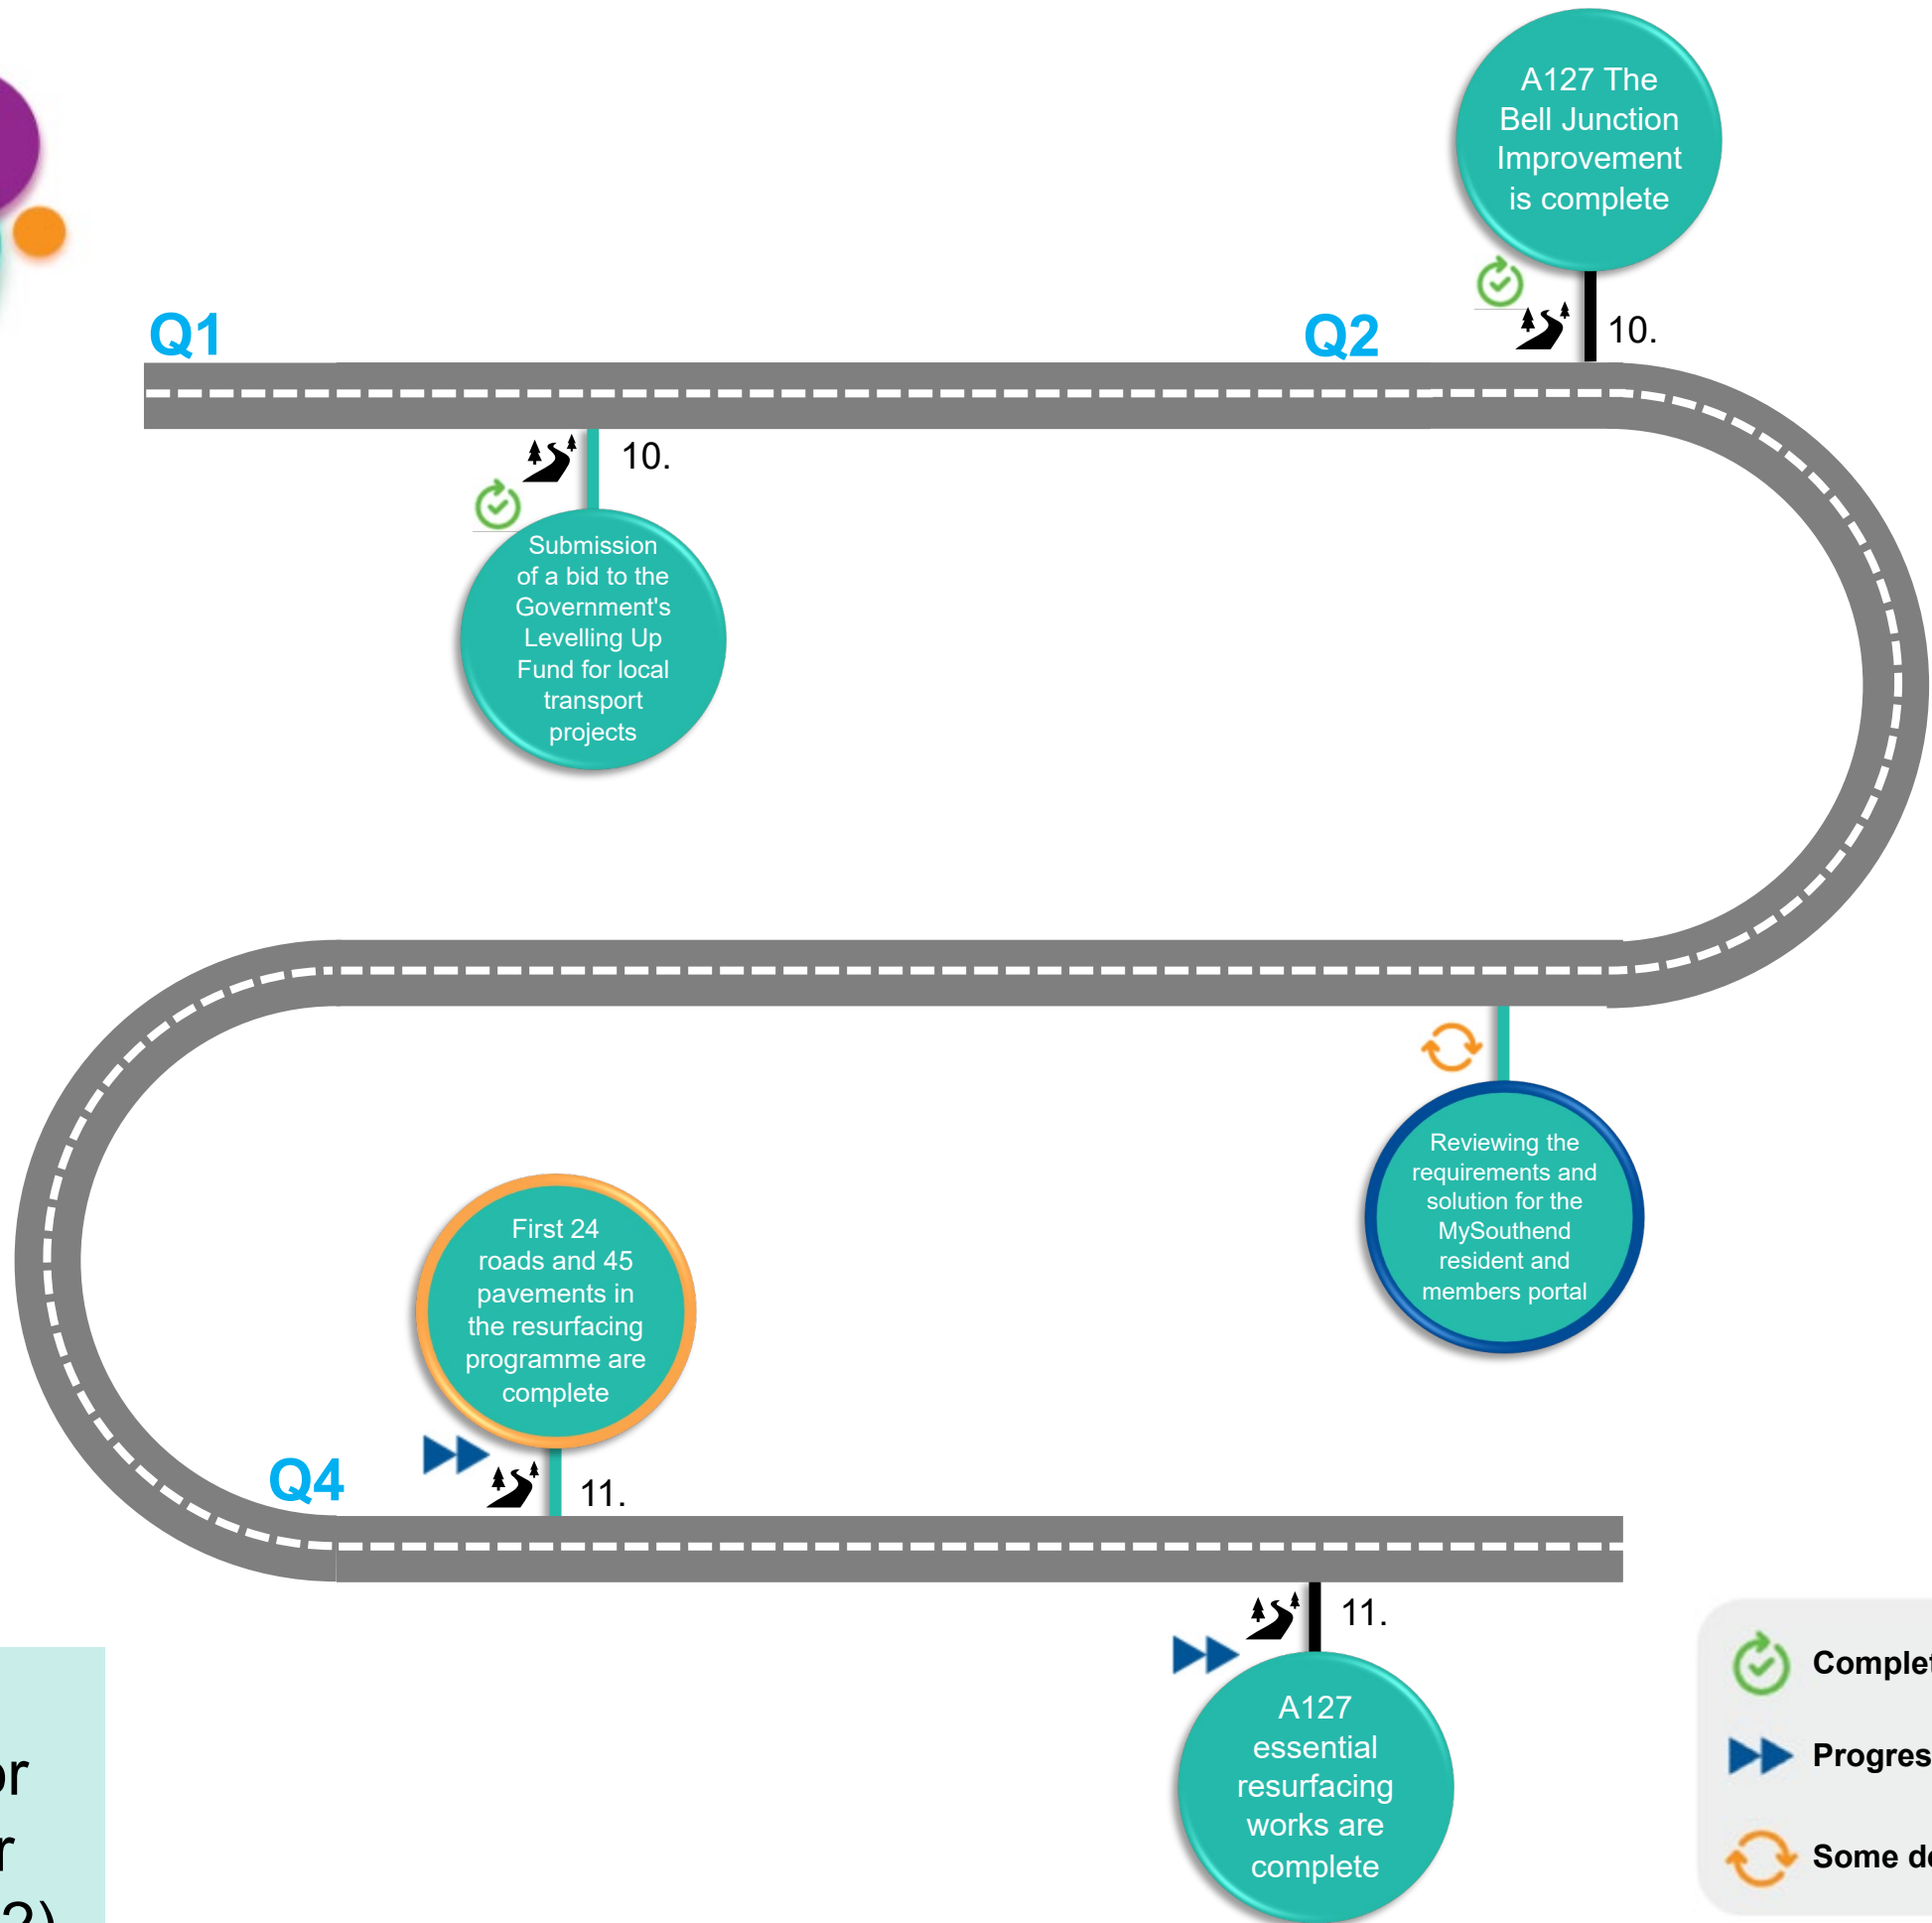 A127 The
Bell Junction
Improvement
is complete
Q1
Q2
10.
10.
Submission
of a bid to the
Government's
Levelling Up
Fund for local
transport
projects
Reviewing the
requirements and
solution for the
MySouthend
resident and
members portal
First 24
roads and 45
pavements in
the resurfacing
programme are
complete
Q4
11.
11.
A127
essential
resurfacing
works are
complete
Some